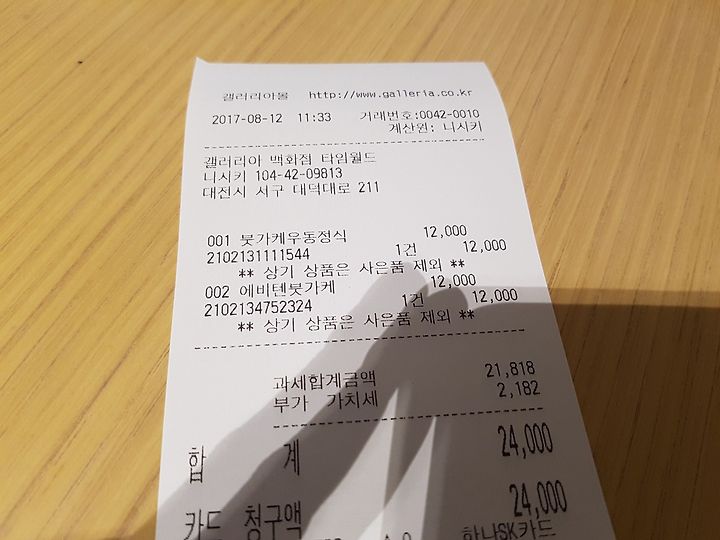 갤러리아몰 http://www.galleria.co.kr
2017-08-12 11:33 거래번호:0042-0010
계산원: 니시키
갤러리아 백화점 타임월드
니시키 104-42-09813
대전시 서구 대덕대로 211
001 붓가케우동정식 12,000
2102131111544 1건 12,000
** 상기 상품은 사은품 제외 **
002 에비텐붓가케 12,000
2102134752324 1건 12,000
** 상기 상품은 사은품 제외 **
과세합계금액 21,818
부가 가치세 2,182
합 계 24,000
카드 청구액 24,000
하나SK카드